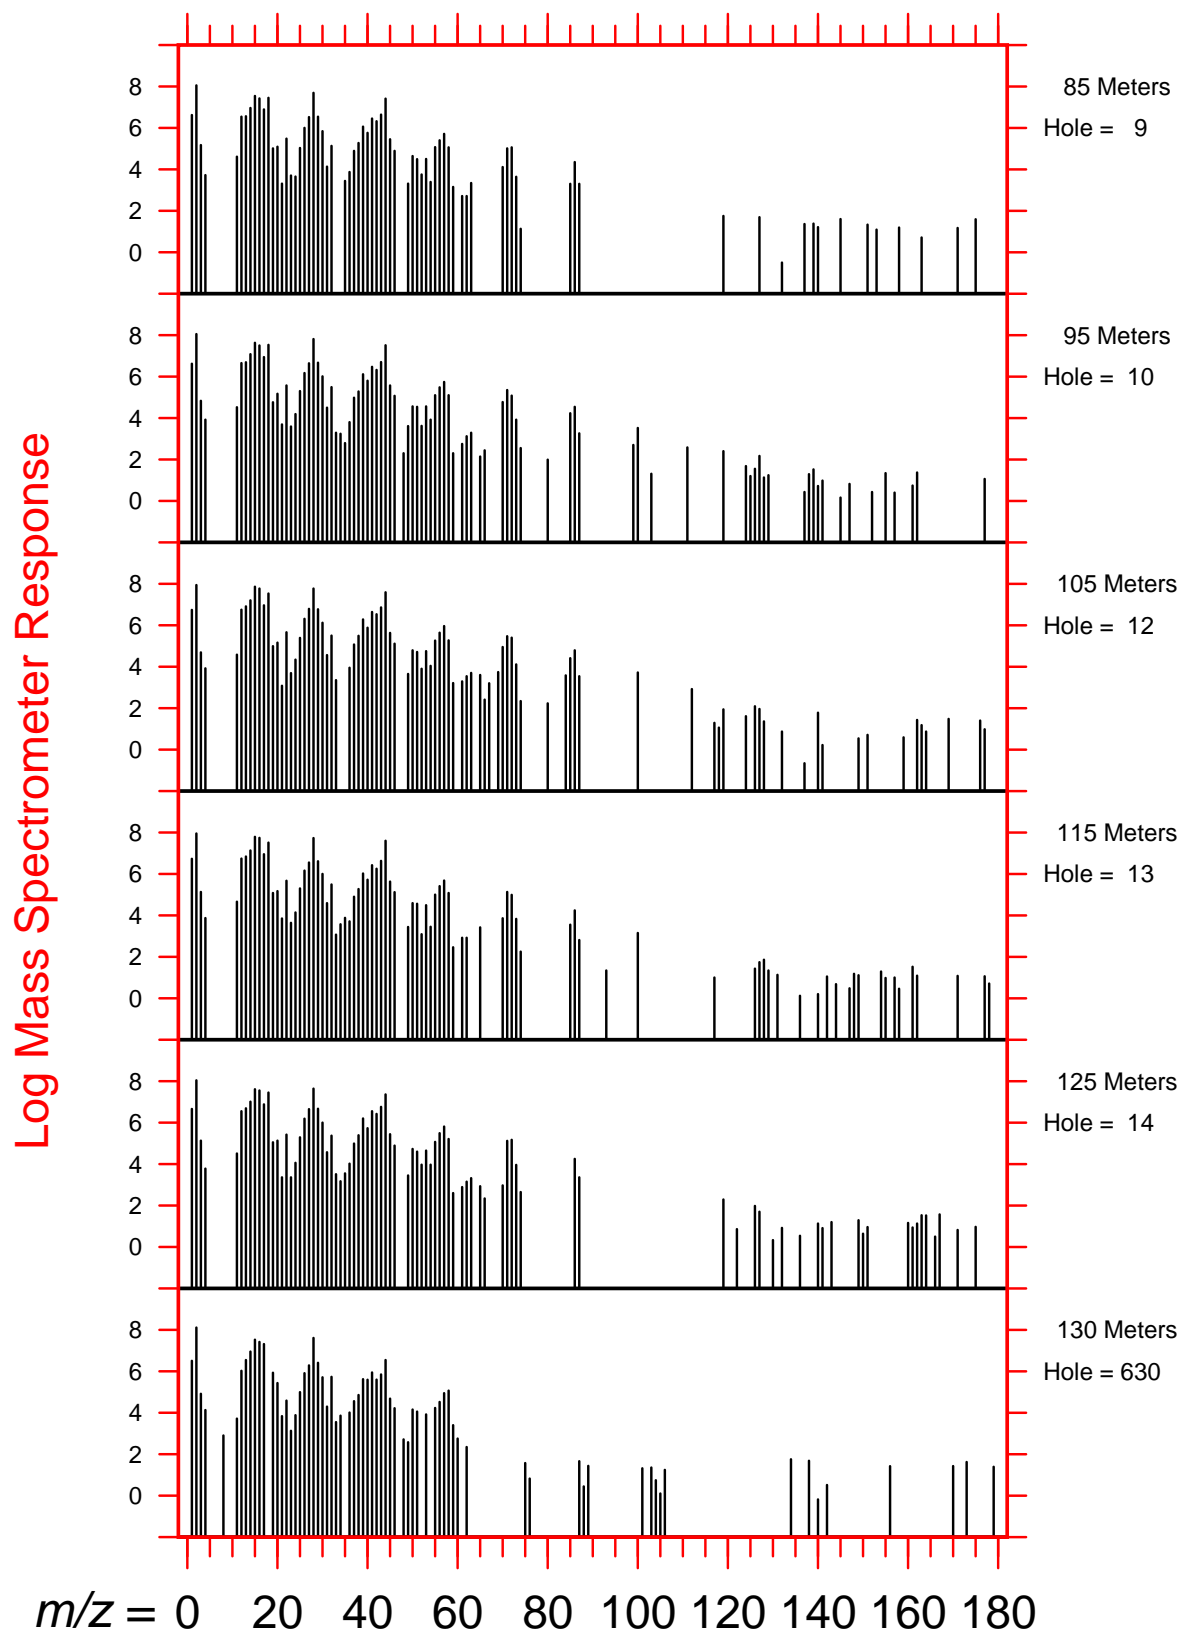 8
6
4
2
0
85 Meters
Hole = 9
8
6
4
2
0
95 Meters
Hole = 10
8
6
4
2
0
105 Meters
Hole = 12
8
6
4
2
0
115 Meters
Hole = 13
8
6
4
2
0
125 Meters
Hole = 14
8
6
4
2
0
130 Meters
Hole = 630
Log Mass Spectrometer Response
m/z = 0 20 40 60 80 100 120 140 160 180